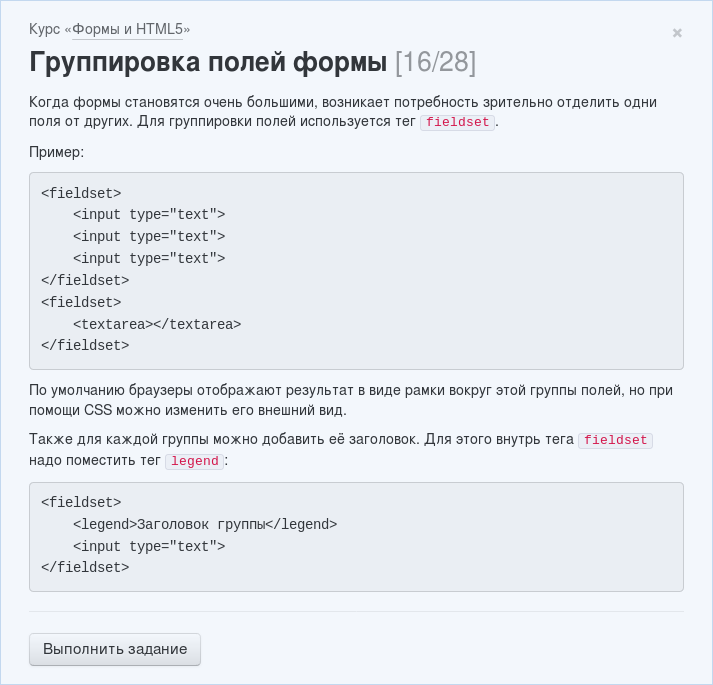 Курс «Формы и HTML5»
×
Группировка полей формы [16/28]
Когда формы становятся очень большими, возникает потребность зрительно отделить одни
поля от других. Для группировки полей используется тег fieldset.
Пример:
<fieldset>
    <input type="text">
    <input type="text">
    <input type="text">
</fieldset>
<fieldset>
    <textarea></textarea>
</fieldset>
По умолчанию браузеры отображают результат в виде рамки вокруг этой группы полей, но при
помощи CSS можно изменить его внешний вид.
Также для каждой группы можно добавить её заголовок. Для этого внутрь тега fieldset
надо поместить тег legend:
<fieldset>
    <legend>Заголовок группы</legend>
    <input type="text">
</fieldset>
Выполнить задание